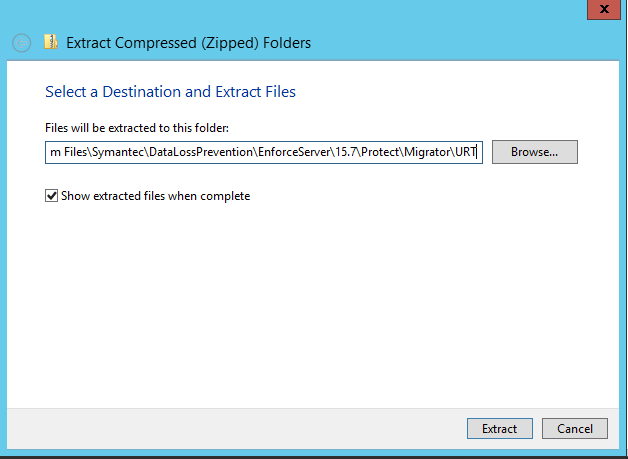 x
Extract Compressed (Zipped) Folders
Select a Destination and Extract Files
Files will be extracted to this folder:
m Files\Symantec\DataLossPrevention\EnforceServer\15.7\Protect\Migrator\URT
Browse...
Show extracted files when complete
Extract
Cancel